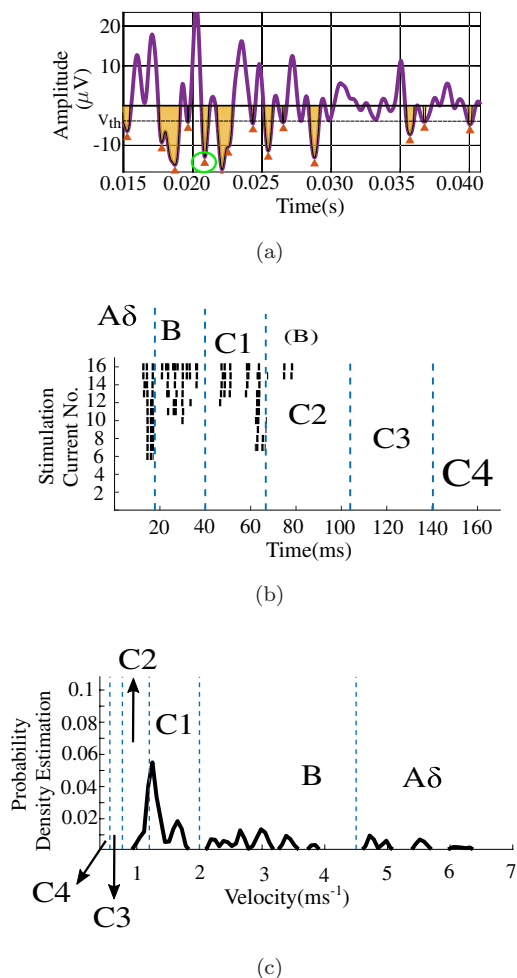 20
10
V_th
-10
Amplitude
(μV)
0.015 0.020 0.025 0.030 0.035 0.040
Time(s)
(a)
Aδ B C1 (B)
16
14
12
10
8
6
4
2
Stimulation
Current No.
C2 C3 C4
20 40 60 80 100 120 140 160
Time(ms)
(b)
C2
C1
B
Aδ
0.1
0.08
0.06
0.04
0.02
Probability
Density Estimation
C4
C3
1 2 3 4 5 6 7
Velocity(ms⁻¹)
(c)